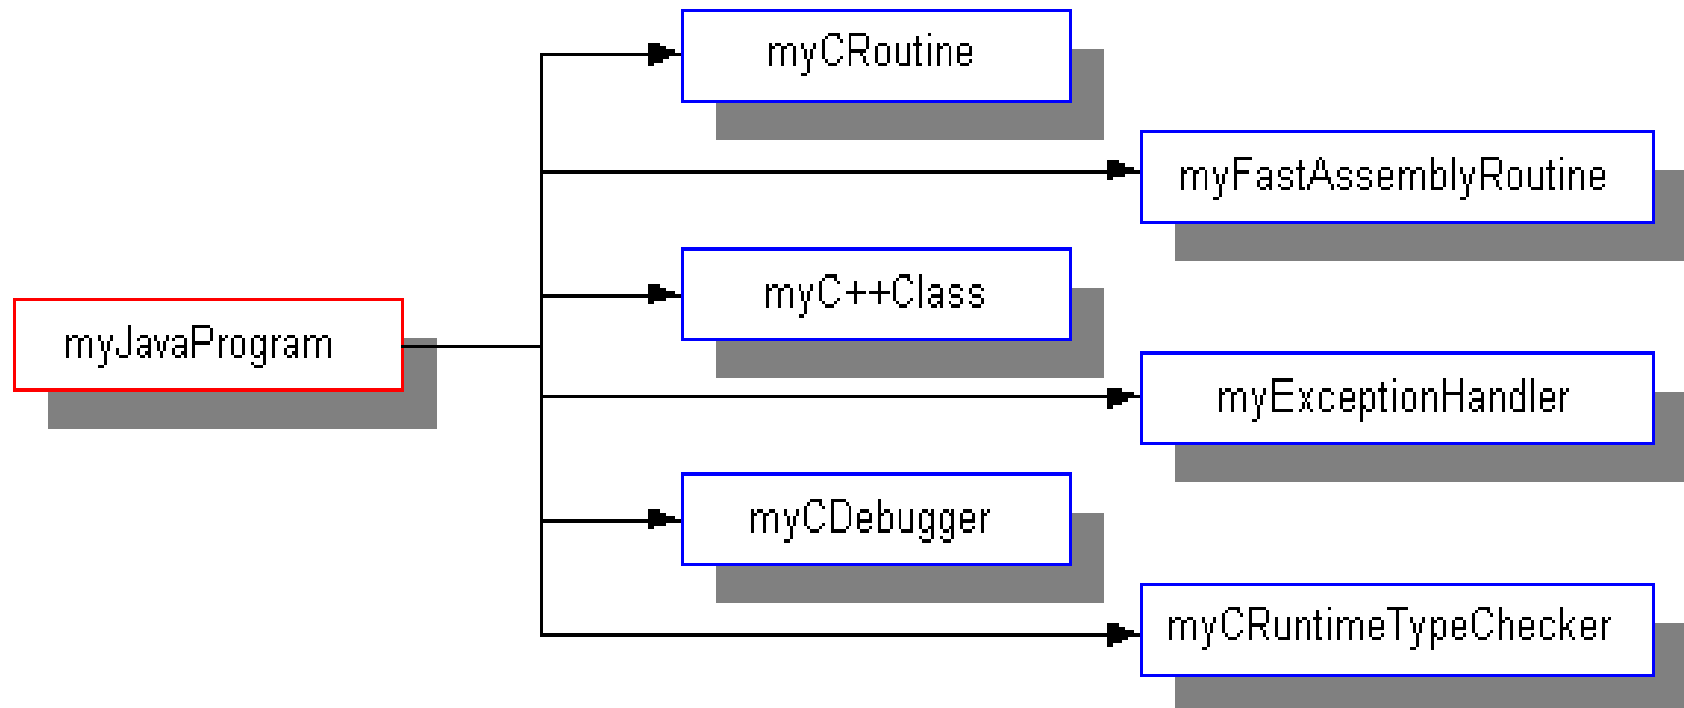 myCRoutine
myFastAssemblyRoutine
myC++Class
myJavaProgram
myExceptionHandler
myCDebugger
myCRuntimeTypeChecker